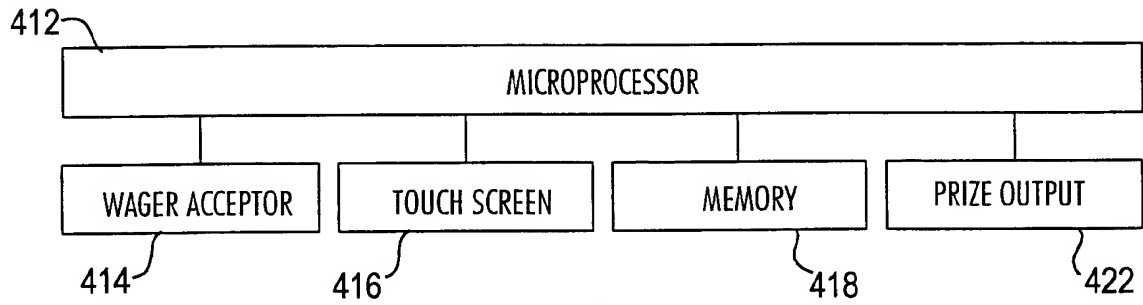 412
MICROPROCESSOR
WAGER ACCEPTOR TOUCH SCREEN MEMORY PRIZE OUTPUT
414 416 418 422